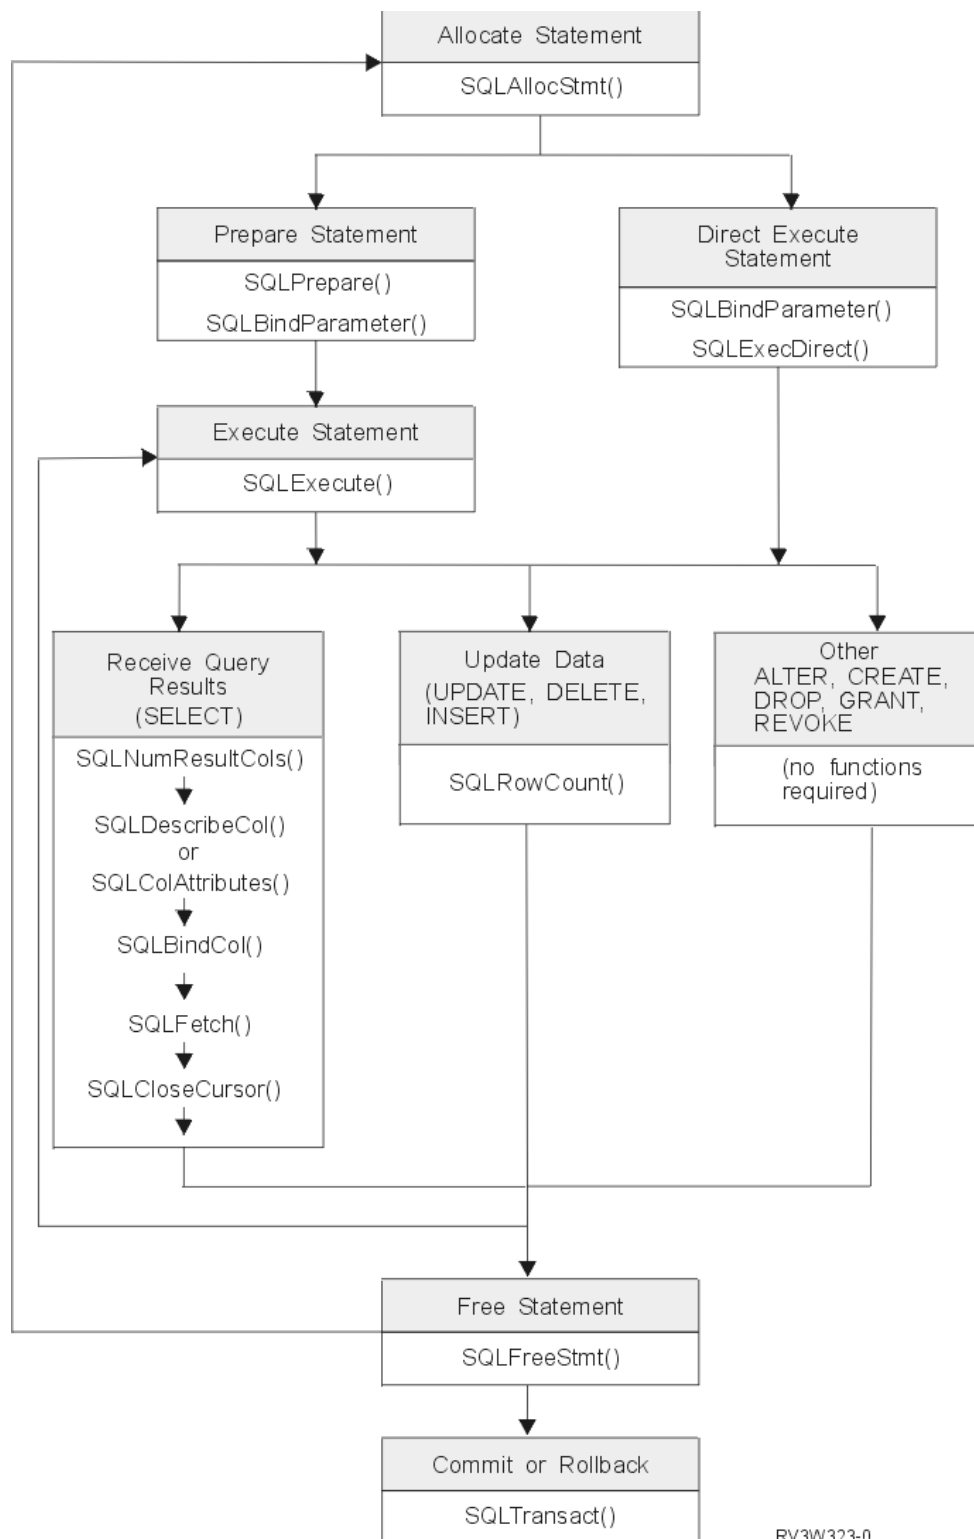 Allocate Statement
SQLAllocStmt()
Prepare Statement
SQLPrepare()
SQLBindParameter()
Direct Execute
Statement
SQLBindParameter()
SQLExecDirect()
Execute Statement
SQLExecute()
Receive Query
Results
(SELECT)
SQLNumResultCols()
SQLDescribeCol()
or
SQLColAttributes()
SQLBindCol()
SQLFetch()
SQLCloseCursor()
Update Data
(UPDATE, DELETE,
INSERT)
SQLRowCount()
Other
ALTER, CREATE,
DROP, GRANT,
REVOKE
(no functions
required)
Free Statement
SQLFreeStmt()
Commit or Rollback
SQLTransact()
RV3W323-0